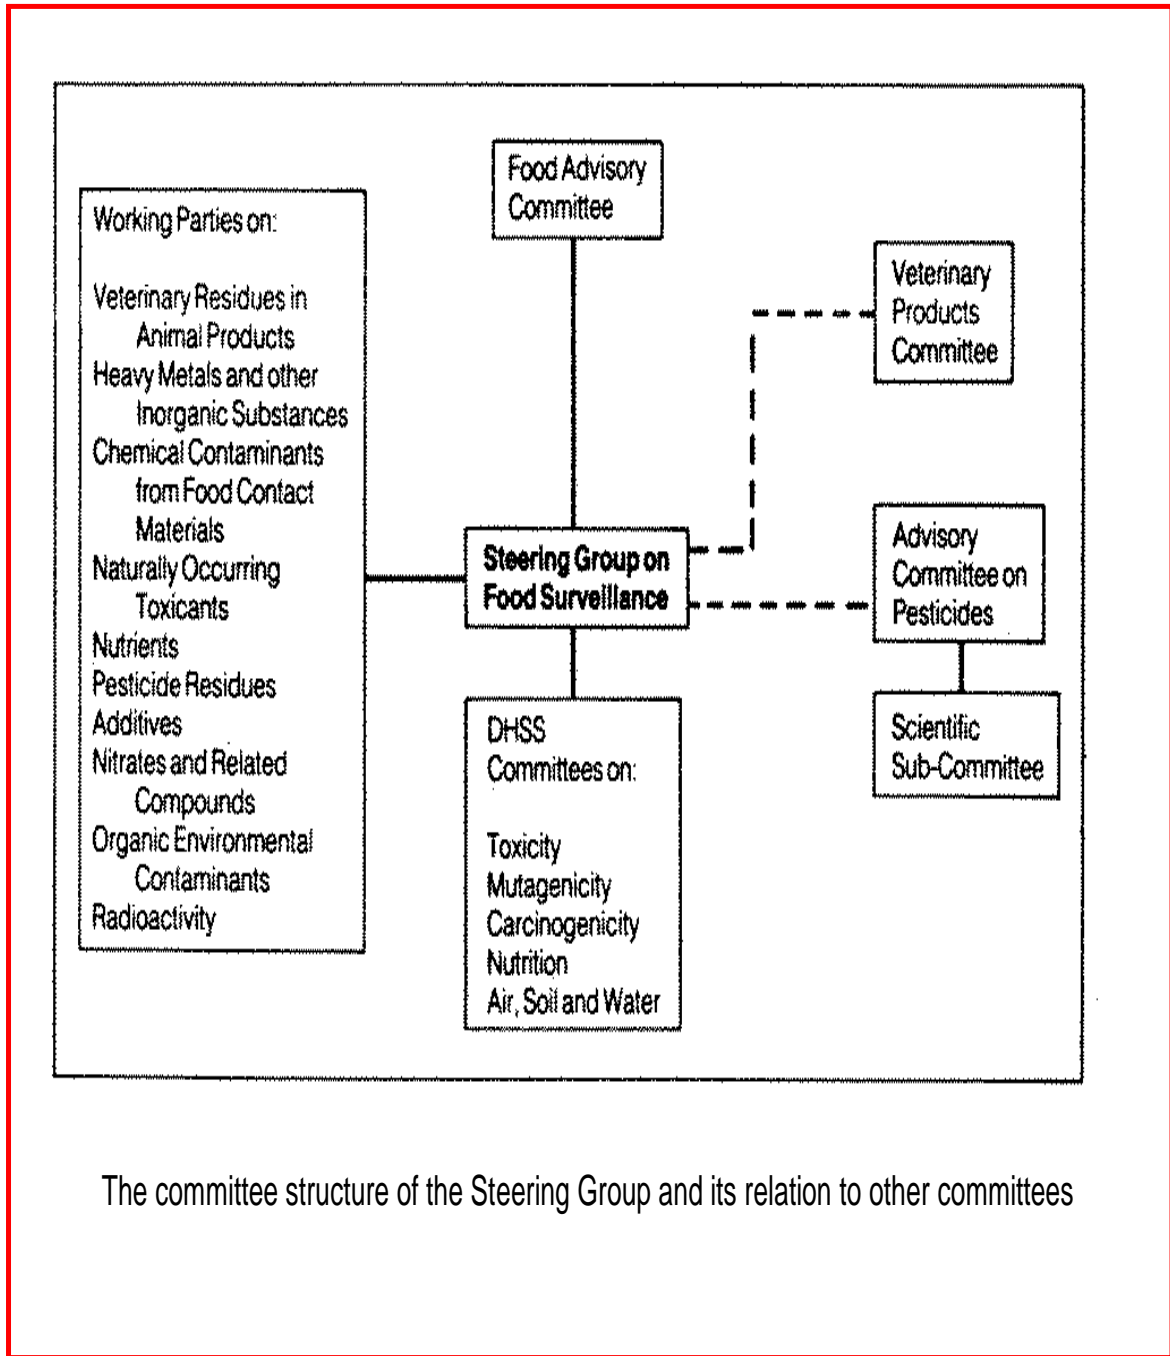 Food Advisory
Committee
Working Parties on:
Veterinary Residues in
Animal Products
Heavy Metals and other
Inorganic Substances
Chemical Contaminants
from Food Contact
Materials
Naturally Occurring
Toxicants
Nutrients
Pesticide Residues
Additives
Nitrates and Related
Compounds
Organic Environmental
Contaminants
Radioactivity
Steering Group on
Food Surveillance
DHSS
Committees on:
Toxicity
Mutagenicity
Carcinogenicity
Nutrition
Air, Soil and Water
Veterinary
Products
Committee
Advisory
Committee on
Pesticides
Scientific
Sub-Committee
The committee structure of the Steering Group and its relation to other committees